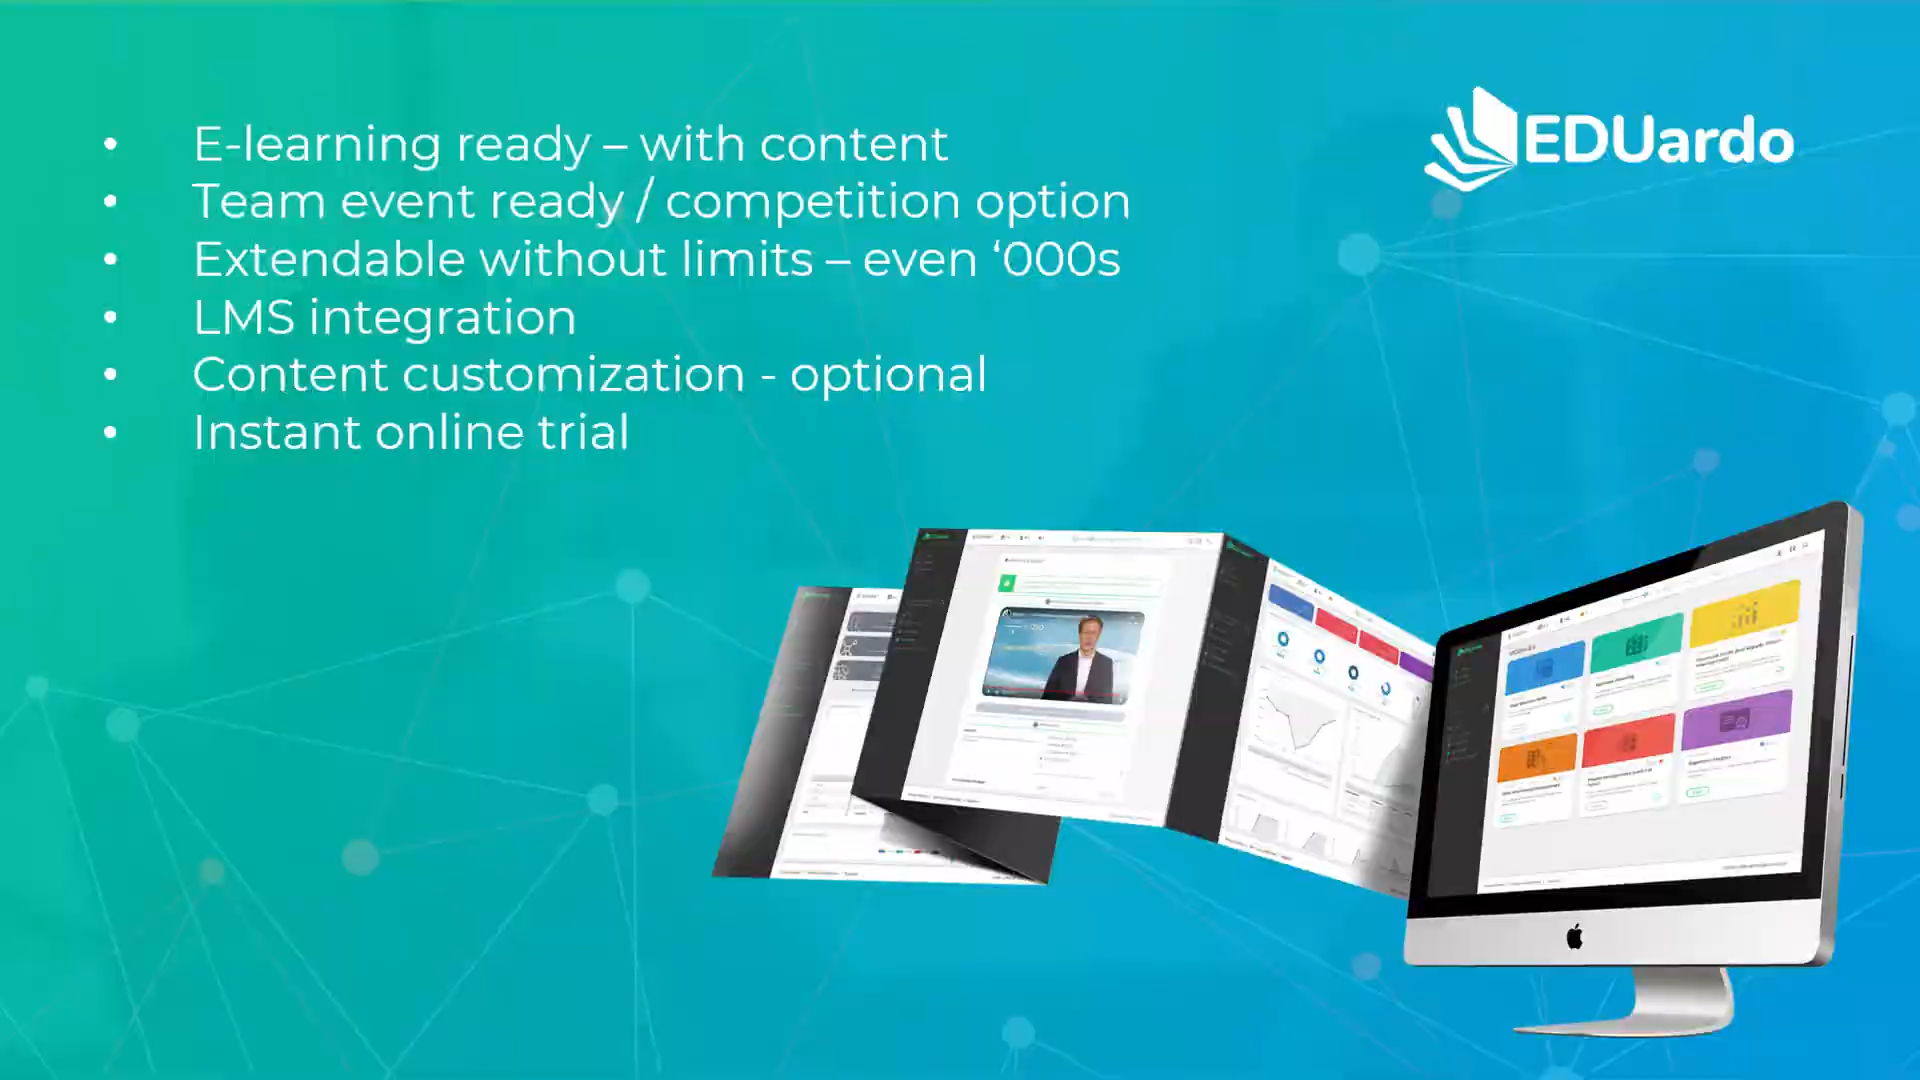 • E-learning ready – with content
• Team event ready / competition option
• Extendable without limits – even ‘000s
• LMS integration
• Content customization - optional
• Instant online trial
EDUardo